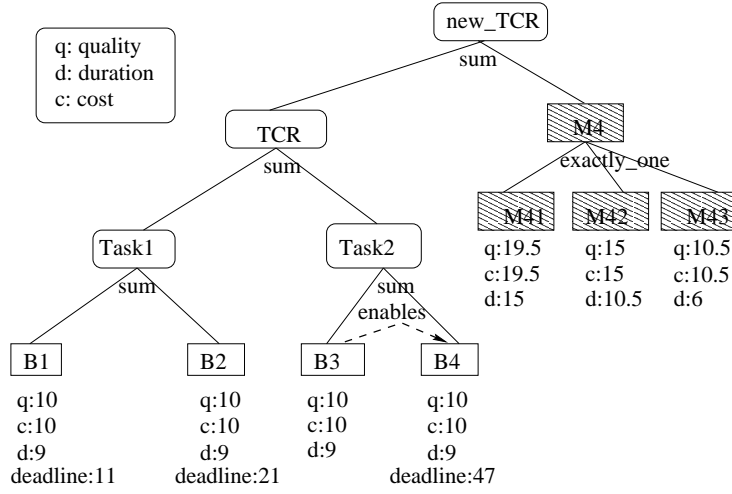 new_TCR
q: quality
d: duration
c: cost
sum
TCR
M4
sum
exactly_one
M41
M42
M43
Task1
Task2
q:19.5
c:19.5
d:15
q:15
c:15
d:10.5
q:10.5
c:10.5
d:6
sum
sum
enables
B1
B2
B3
B4
q:10
c:10
d:9
deadline:11
q:10
c:10
d:9
deadline:21
q:10
c:10
d:9
q:10
c:10
d:9
deadline:47